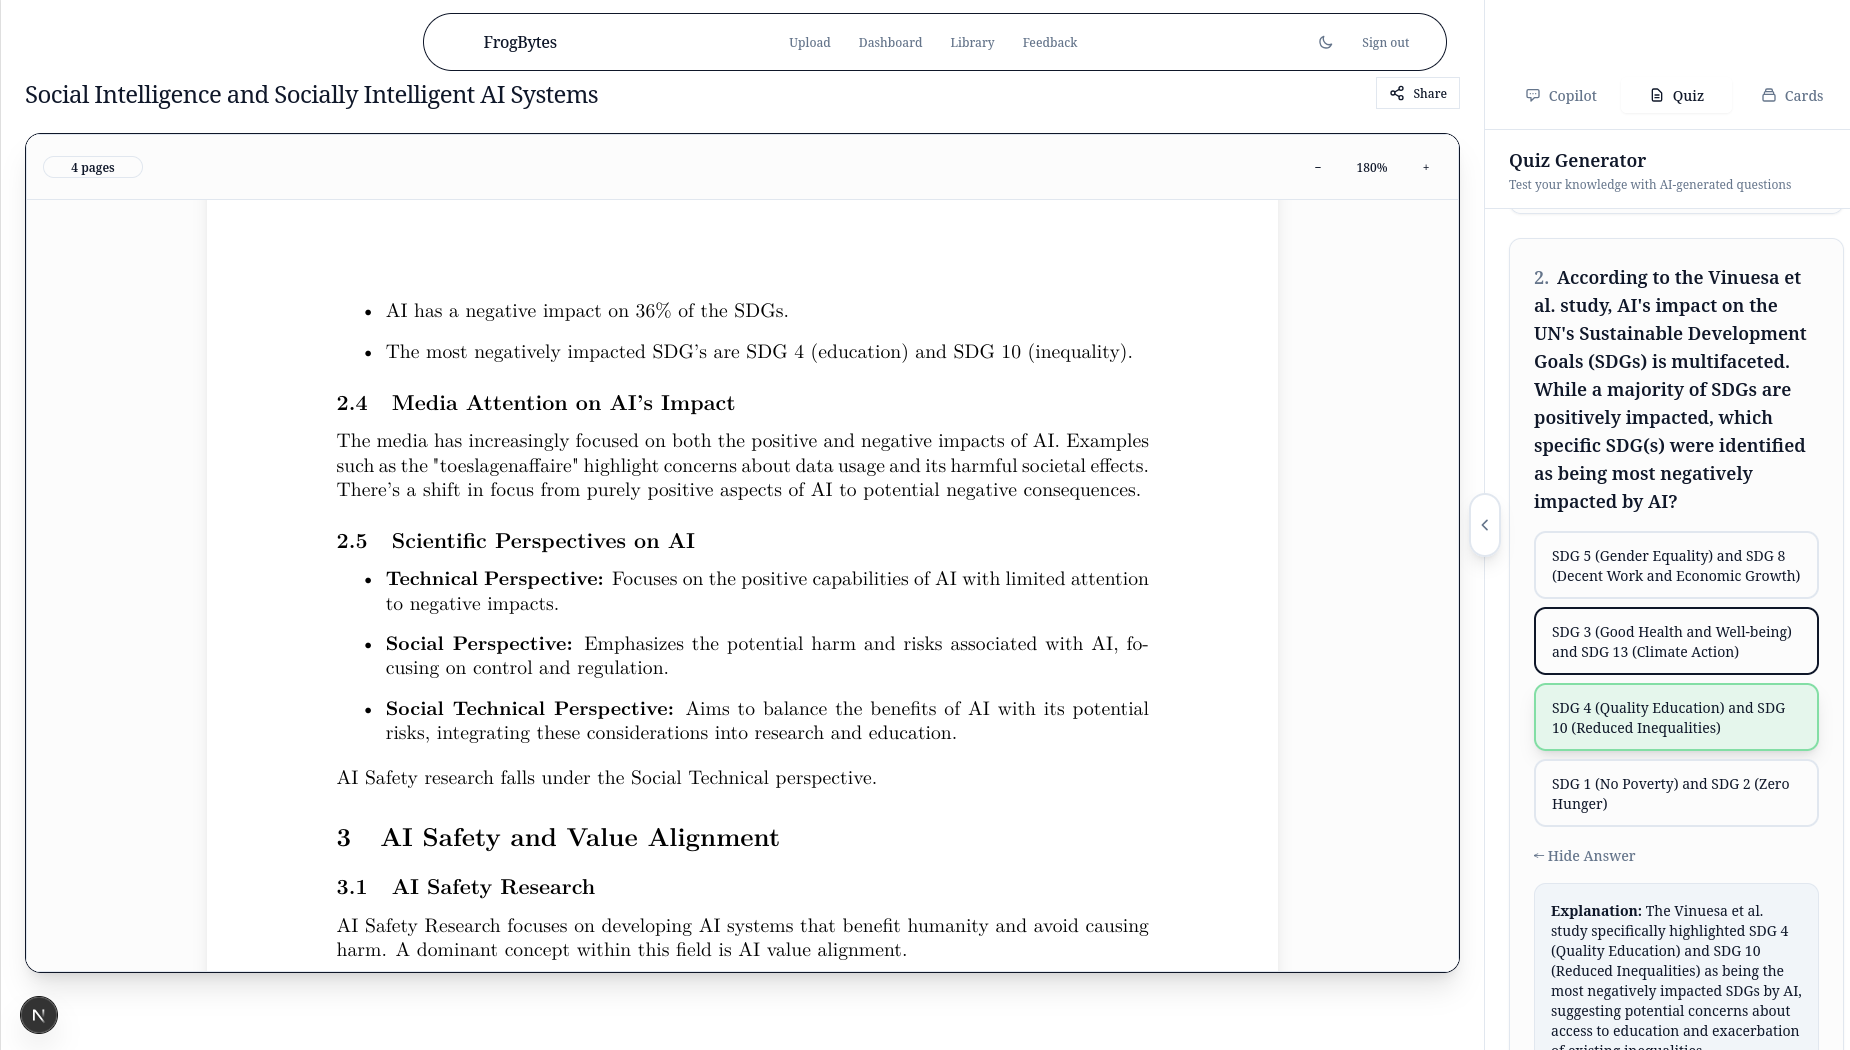 FrogBytes
Upload
Dashboard
Library
Feedback
Sign out
Social Intelligence and Socially Intelligent AI Systems
Share
4 pages
−
180%
+
• AI has a negative impact on 36% of the SDGs.
• The most negatively impacted SDG's are SDG 4 (education) and SDG 10 (inequality).
2.4 Media Attention on AI's Impact
The media has increasingly focused on both the positive and negative impacts of AI. Examples
such as the "toeslagenaffaire" highlight concerns about data usage and its harmful societal effects.
There's a shift in focus from purely positive aspects of AI to potential negative consequences.
2.5 Scientific Perspectives on AI
• Technical Perspective: Focuses on the positive capabilities of AI with limited attention
to negative impacts.
• Social Perspective: Emphasizes the potential harm and risks associated with AI, fo-
cusing on control and regulation.
• Social Technical Perspective: Aims to balance the benefits of AI with its potential
risks, integrating these considerations into research and education.
AI Safety research falls under the Social Technical perspective.
3 AI Safety and Value Alignment
3.1 AI Safety Research
AI Safety Research focuses on developing AI systems that benefit humanity and avoid causing
harm. A dominant concept within this field is AI value alignment.
N
Copilot
Quiz
Cards
Quiz Generator
Test your knowledge with AI-generated questions
2. According to the Vinuesa et
al. study, AI's impact on the
UN's Sustainable Development
Goals (SDGs) is multifaceted.
While a majority of SDGs are
positively impacted, which
specific SDG(s) were identified
as being most negatively
impacted by AI?
SDG 5 (Gender Equality) and SDG 8
(Decent Work and Economic Growth)
SDG 3 (Good Health and Well-being)
and SDG 13 (Climate Action)
SDG 4 (Quality Education) and SDG
10 (Reduced Inequalities)
SDG 1 (No Poverty) and SDG 2 (Zero
Hunger)
← Hide Answer
Explanation: The Vinuesa et al.
study specifically highlighted SDG 4
(Quality Education) and SDG 10
(Reduced Inequalities) as being the
most negatively impacted SDGs by AI,
suggesting potential concerns about
access to education and exacerbation
of existing inequalities.